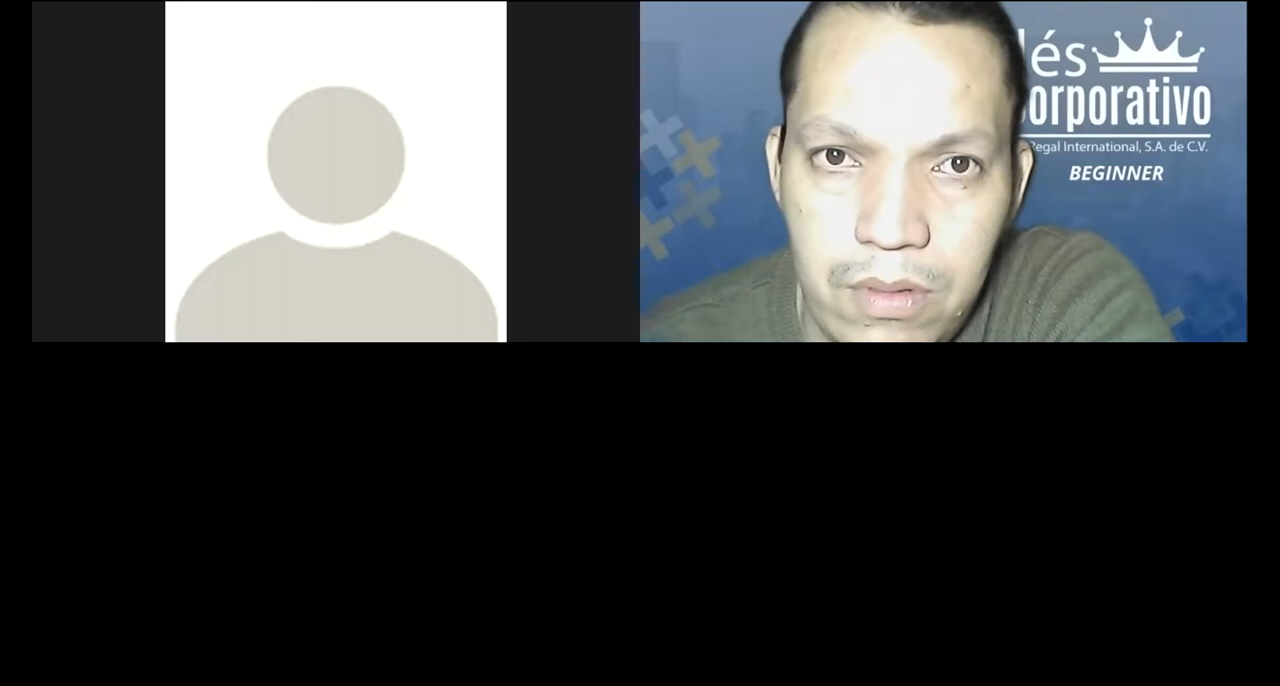 lés
orporativo
Regal International, S.A. de C.V.
BEGINNER